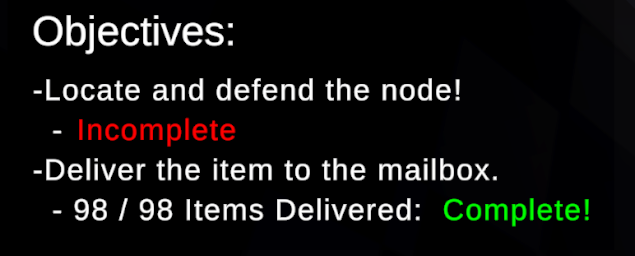 Objectives:
-Locate and defend the node!
- Incomplete
-Deliver the item to the mailbox.
- 98 / 98 Items Delivered: Complete!